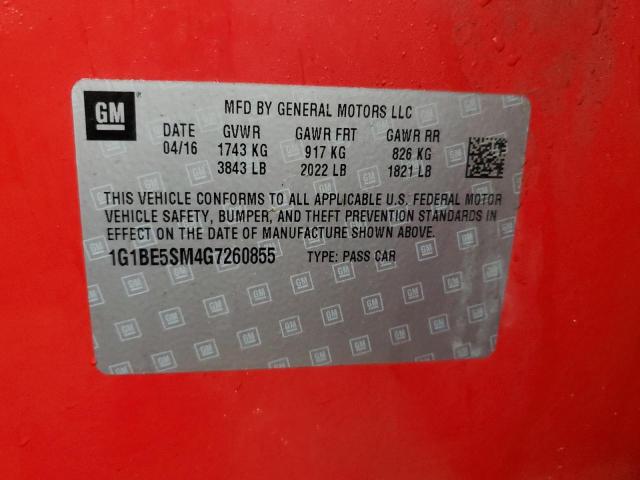 GM ®
MFD BY GENERAL MOTORS LLC
DATE GVWR GAWR FRT GAWR RR
04/16 1743 KG 917 KG 826 KG
3843 LB 2022 LB 1821 LB
THIS VEHICLE CONFORMS TO ALL APPLICABLE U.S. FEDERAL MOTOR
VEHICLE SAFETY, BUMPER, AND THEFT PREVENTION STANDARDS IN
EFFECT ON THE DATE OF MANUFACTURE SHOWN ABOVE.
1G1BE5SM4G7260855 TYPE: PASS CAR